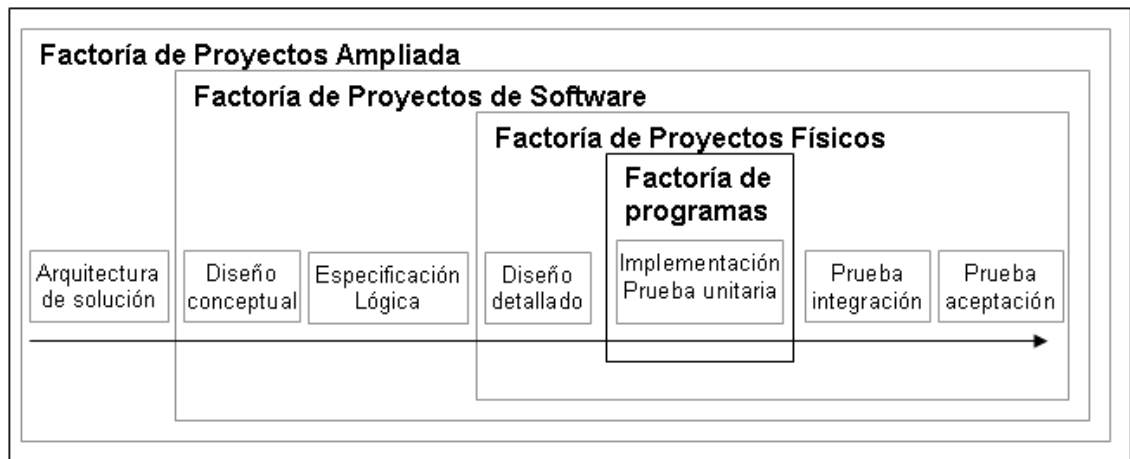 Factoría de Proyectos Ampliada
Factoría de Proyectos de Software
Factoría de Proyectos Físicos
Factoría de
programas
Arquitectura
de solución
Diseño
conceptual
Especificación
Lógica
Diseño
detallado
Implementación
Prueba unitaria
Prueba
integración
Prueba
aceptación